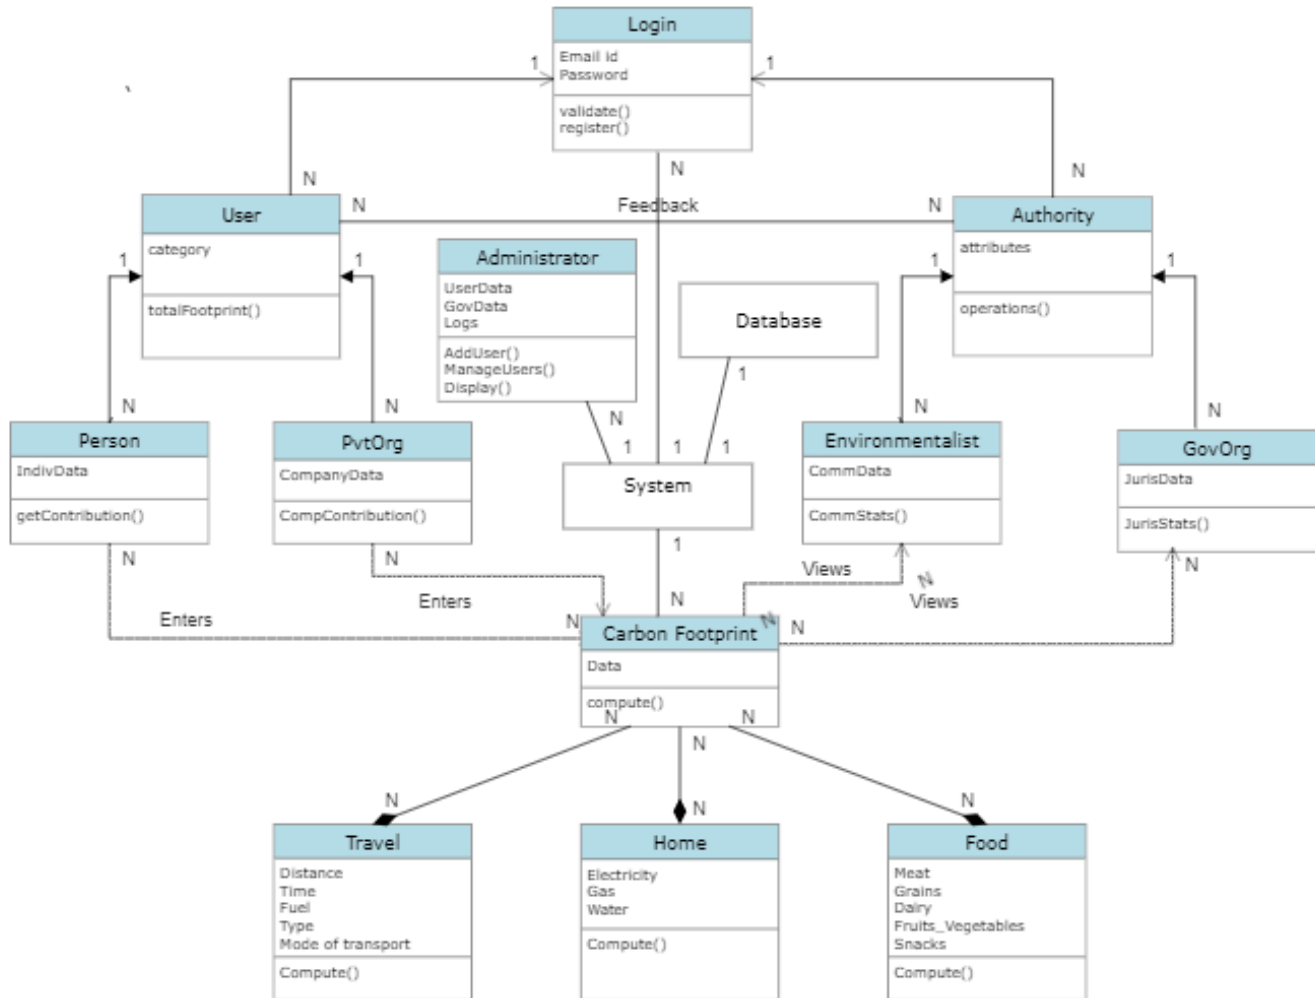 Login
Email id
Password
validate()
register()
1
1
N
N
N
User
category
totalFootprint()
N
Feedback
N
Authority
attributes
operations()
Administrator
UserData
GovData
Logs
AddUser()
ManageUsers()
Display()
Database
1
1
1
1
1
N
N
N
N
N
1
1
1
Person
IndivData
getContribution()
PvtOrg
CompanyData
CompContribution()
System
Environmentalist
CommData
CommStats()
GovOrg
JurisData
JurisStats()
N
N
1
N
Enters
Enters
N
N
Views
N
Views
N
N
Carbon Footprint
Data
compute()
N
N
N
N
N
N
Travel
Distance
Time
Fuel
Type
Mode of transport
Compute()
Home
Electricity
Gas
Water
Compute()
Food
Meat
Grains
Dairy
Fruits_Vegetables
Snacks
Compute()